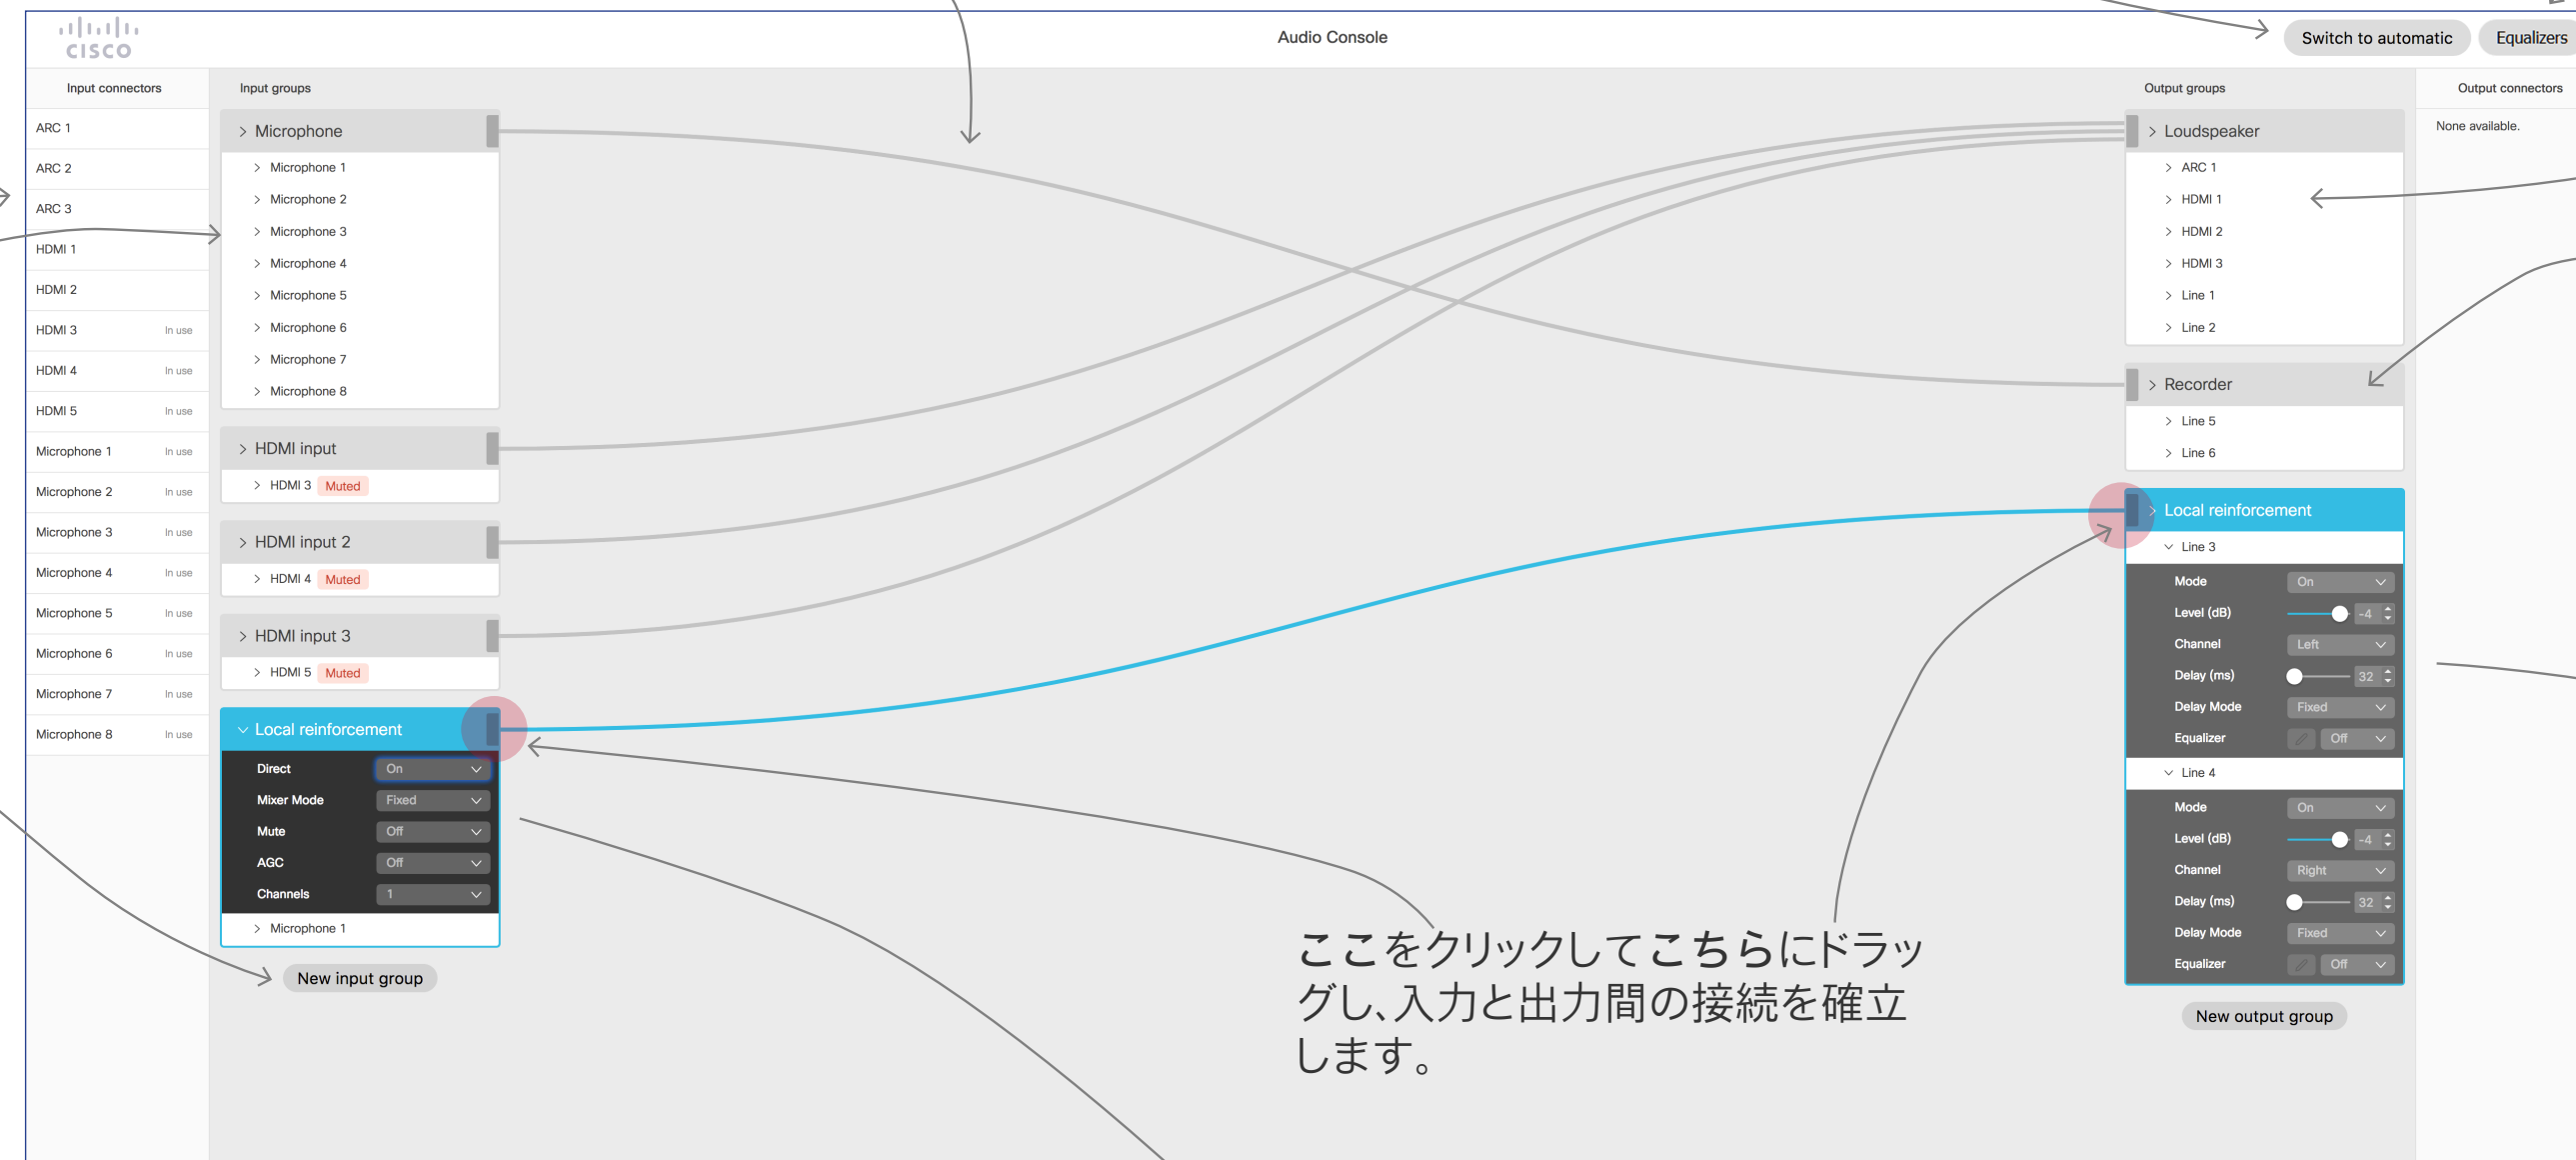 CISCO
Audio Console
Switch to automatic
Equalizers
Input connectors
ARC 1
ARC 2
ARC 3
HDMI 1
HDMI 2
HDMI 3 In use
HDMI 4 In use
HDMI 5 In use
Microphone 1 In use
Microphone 2 In use
Microphone 3 In use
Microphone 4 In use
Microphone 5 In use
Microphone 6 In use
Microphone 7 In use
Microphone 8 In use
Input groups
Microphone
Microphone 1
Microphone 2
Microphone 3
Microphone 4
Microphone 5
Microphone 6
Microphone 7
Microphone 8
HDMI input
HDMI 3 Muted
HDMI input 2
HDMI 4 Muted
HDMI input 3
HDMI 5 Muted
Local reinforcement
Direct On
Mixer Mode Fixed
Mute Off
AGC Off
Channels 1
Microphone 1
New input group
ここをクリックしてこちらにドラッ
グし、入力と出力間の接続を確立
します。
Output groups
Loudspeaker
ARC 1
HDMI 1
HDMI 2
HDMI 3
Line 1
Line 2
Recorder
Line 5
Line 6
Local reinforcement
Line 3
Mode On
Level (dB) -4
Channel Left
Delay (ms) 32
Delay Mode Fixed
Equalizer Off
Line 4
Mode On
Level (dB) -4
Channel Right
Delay (ms) 32
Delay Mode Fixed
Equalizer Off
New output group
Output connectors
None available.